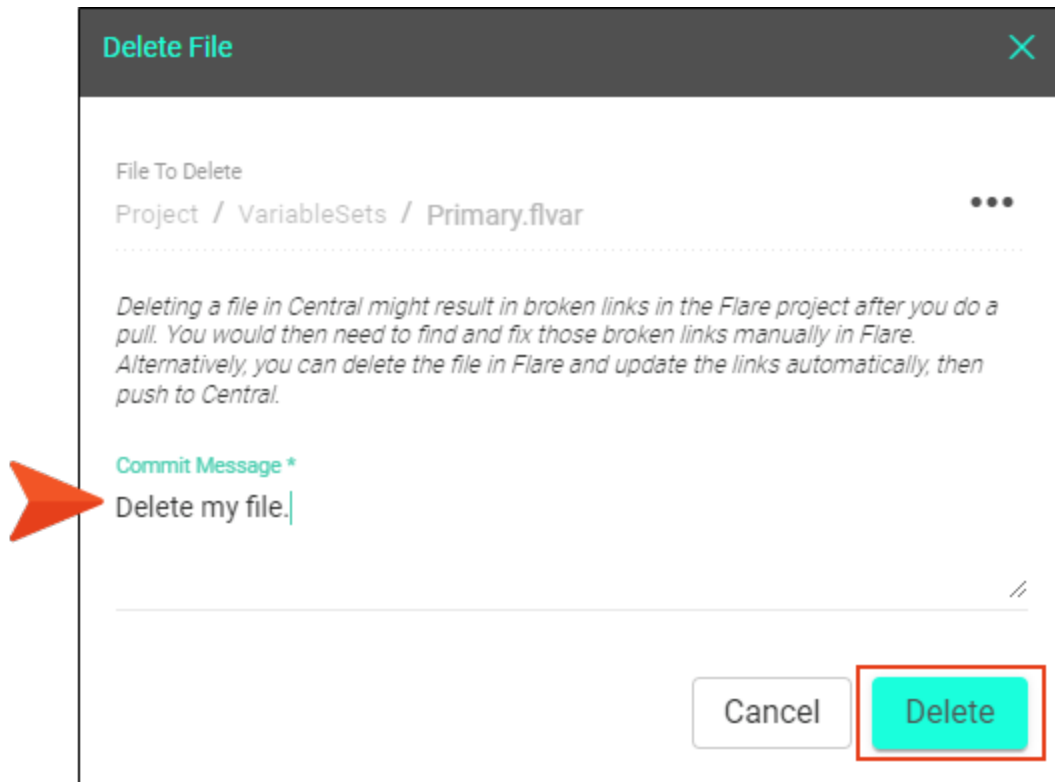 Delete File
File To Delete
Project / VariableSets / Primary.flvar
Deleting a file in Central might result in broken links in the Flare project after you do a
pull. You would then need to find and fix those broken links manually in Flare.
Alternatively, you can delete the file in Flare and update the links automatically, then
push to Central.
Commit Message *
Delete my file.
Cancel Delete